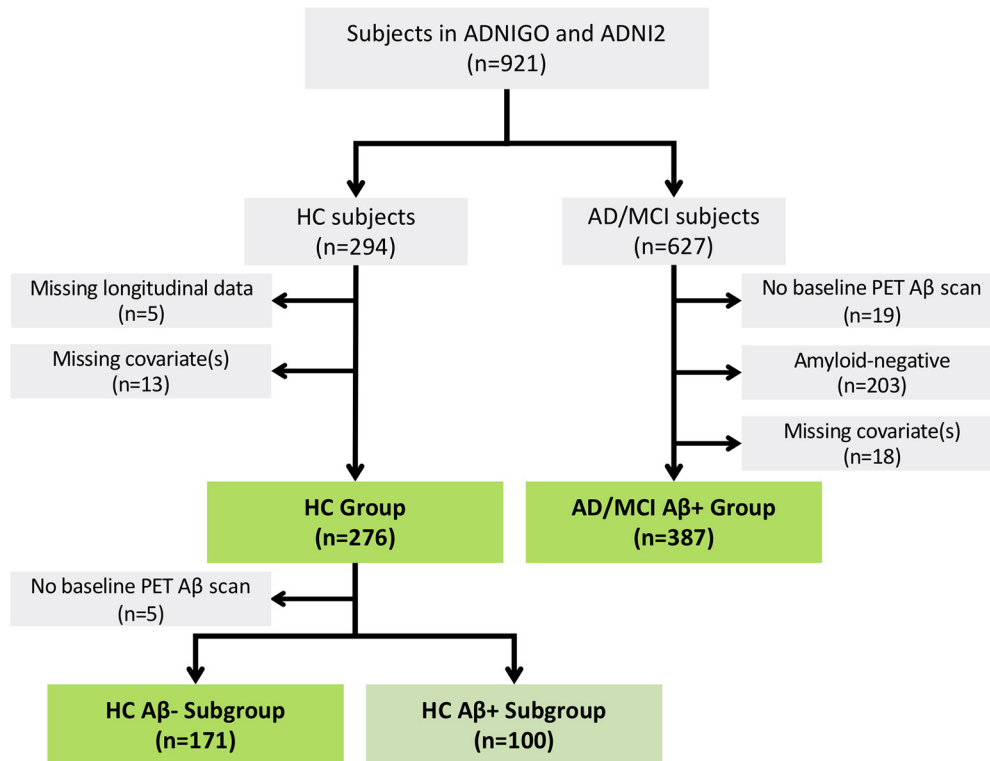 Subjects in ADNIGO and ADNI2
(n=921)
HC subjects
(n=294)
AD/MCI subjects
(n=627)
Missing longitudinal data
(n=5)
No baseline PET Aβ scan
(n=19)
Missing covariate(s)
(n=13)
Amyloid-negative
(n=203)
Missing covariate(s)
(n=18)
HC Group
(n=276)
AD/MCI Aβ+ Group
(n=387)
No baseline PET Aβ scan
(n=5)
HC Aβ- Subgroup
(n=171)
HC Aβ+ Subgroup
(n=100)